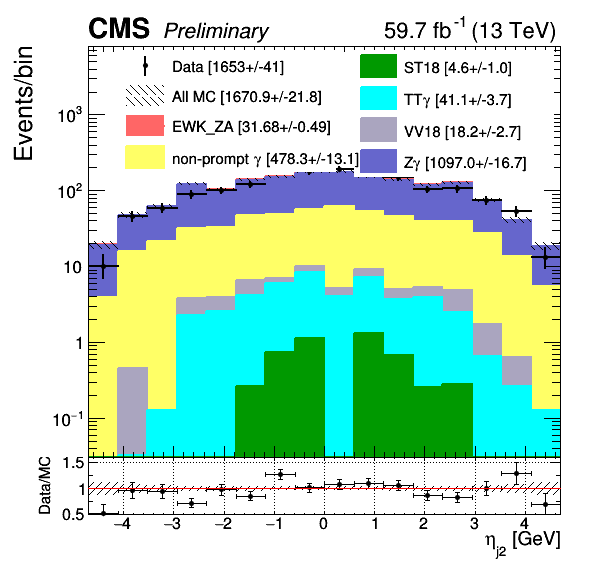 CMS Preliminary 59.7 fb⁻¹ (13 TeV)
Events/bin
Data [1653+/-41]
All MC [1670.9+/-21.8]
EWK_ZA [31.68+/-0.49]
non-prompt γ [478.3+/-13.1]
ST18 [4.6+/-1.0]
TTγ [41.1+/-3.7]
VV18 [18.2+/-2.7]
Zγ [1097.0+/-16.7]
10³
10²
10
1
10⁻¹
Data/MC
1.5
1
0.5
−4 −3 −2 −1 0 1 2 3 4
η_j2 [GeV]